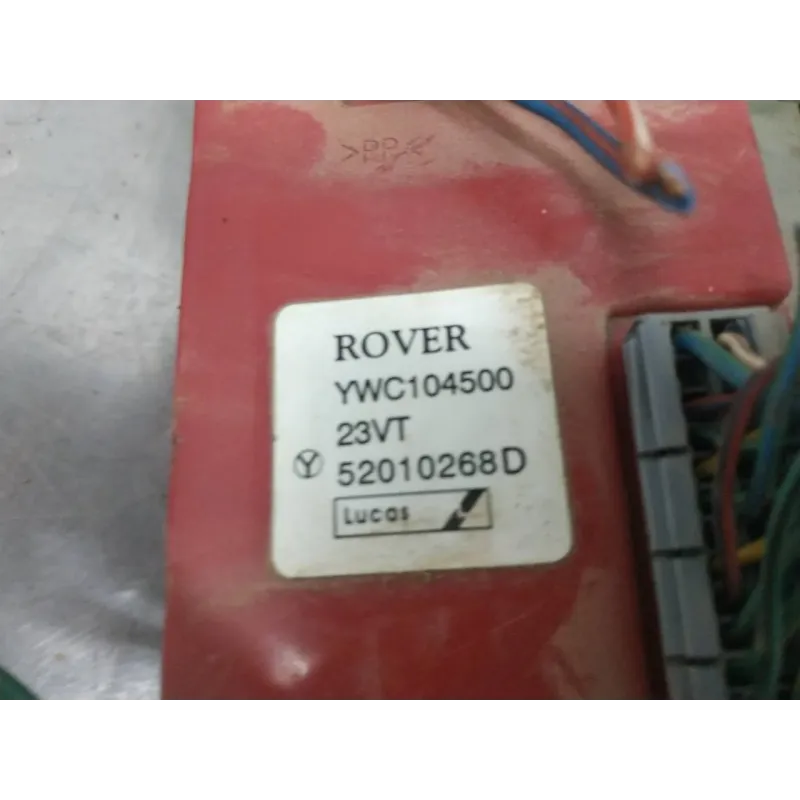 >PP<
ROVER
YWC104500
23VT
Y 52010268D
Lucas